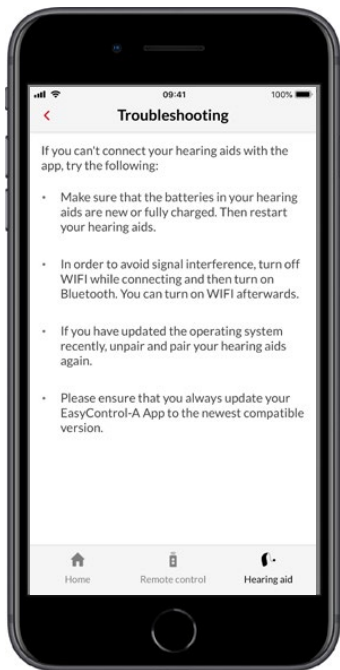 09:41
100%
Troubleshooting
If you can't connect your hearing aids with the
app, try the following:
• Make sure that the batteries in your hearing
aids are new or fully charged. Then restart
your hearing aids.
• In order to avoid signal interference, turn off
WIFI while connecting and then turn on
Bluetooth. You can turn on WIFI afterwards.
• If you have updated the operating system
recently, unpair and pair your hearing aids
again.
• Please ensure that you always update your
EasyControl-A App to the newest compatible
version.
Home
Remote control
Hearing aid